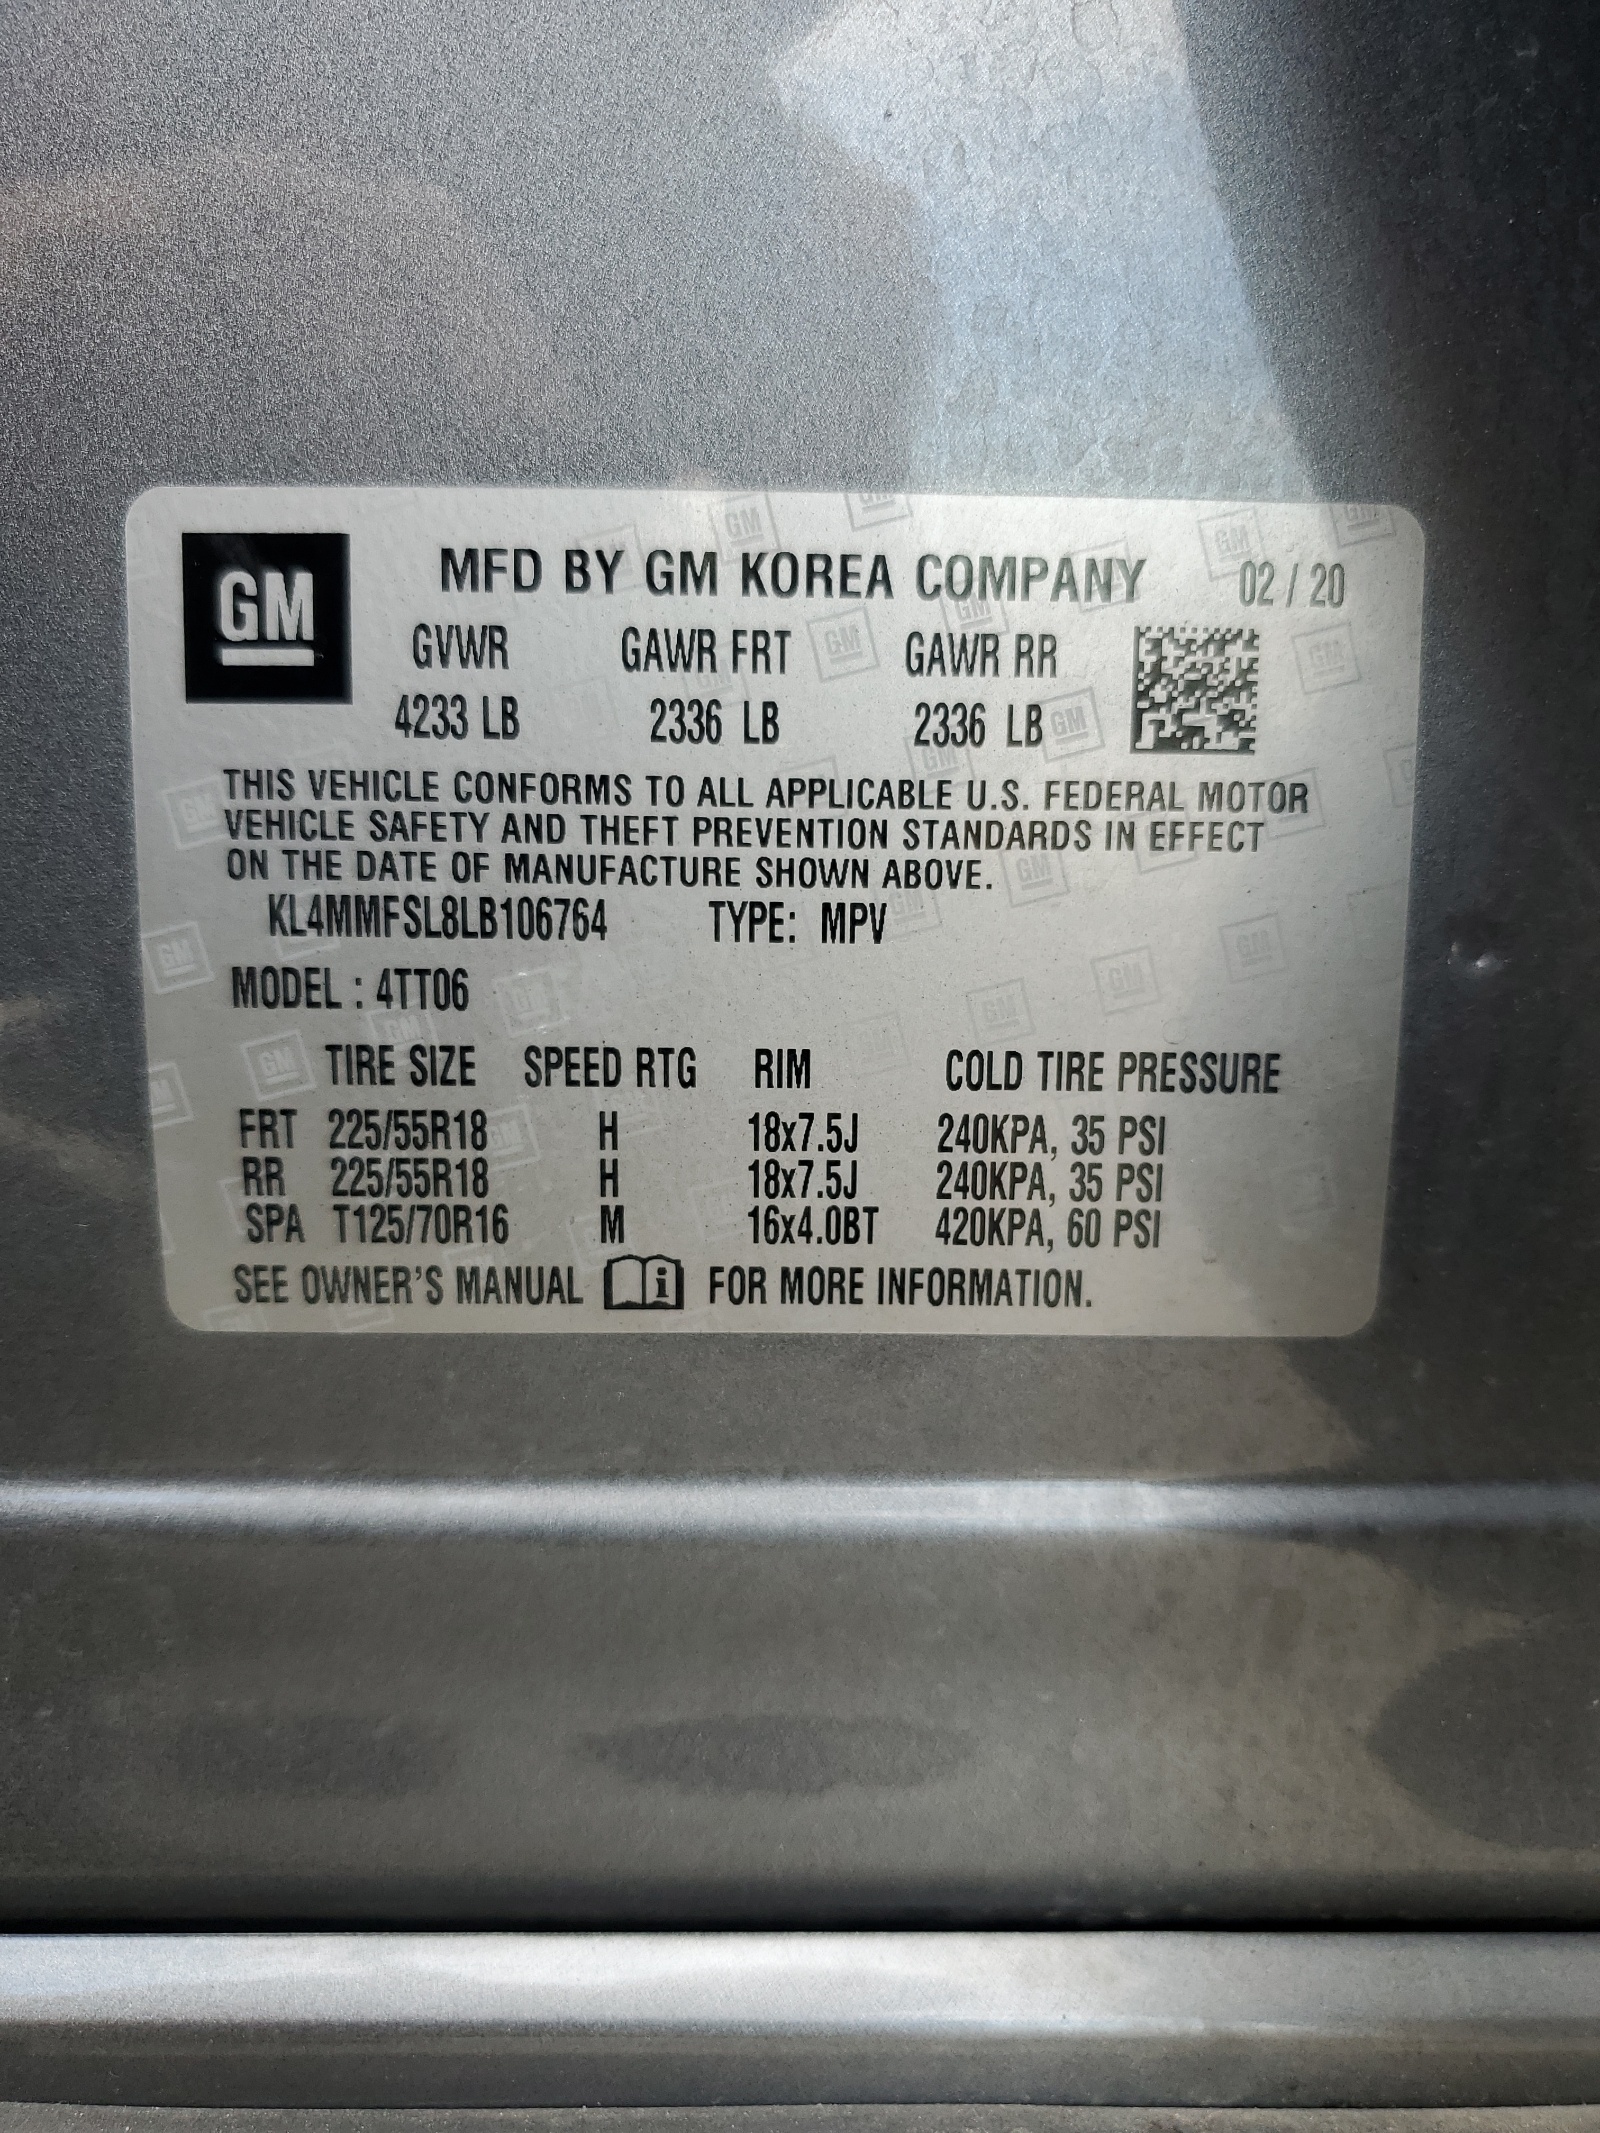 GM
MFD BY GM KOREA COMPANY 02 / 20
GVWR GAWR FRT GAWR RR
4233 LB 2336 LB 2336 LB
THIS VEHICLE CONFORMS TO ALL APPLICABLE U.S. FEDERAL MOTOR
VEHICLE SAFETY AND THEFT PREVENTION STANDARDS IN EFFECT
ON THE DATE OF MANUFACTURE SHOWN ABOVE.
KL4MMFSL8LB106764 TYPE: MPV
MODEL : 4TT06
TIRE SIZE SPEED RTG RIM COLD TIRE PRESSURE
FRT 225/55R18 H 18x7.5J 240KPA, 35 PSI
RR 225/55R18 H 18x7.5J 240KPA, 35 PSI
SPA T125/70R16 M 16x4.0BT 420KPA, 60 PSI
SEE OWNER'S MANUAL i FOR MORE INFORMATION.